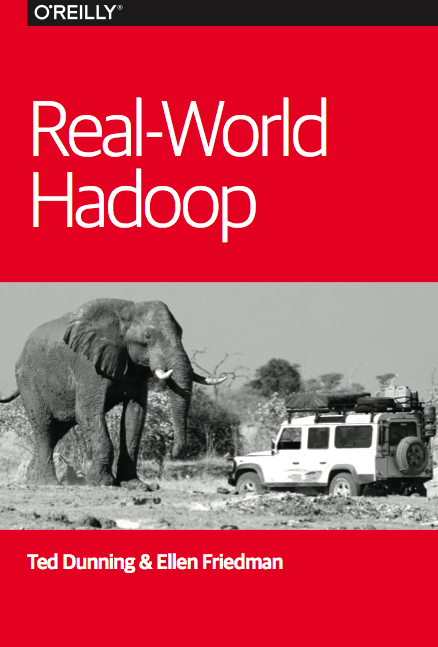 O'REILLY®
Real-World
Hadoop
Ted Dunning & Ellen Friedman